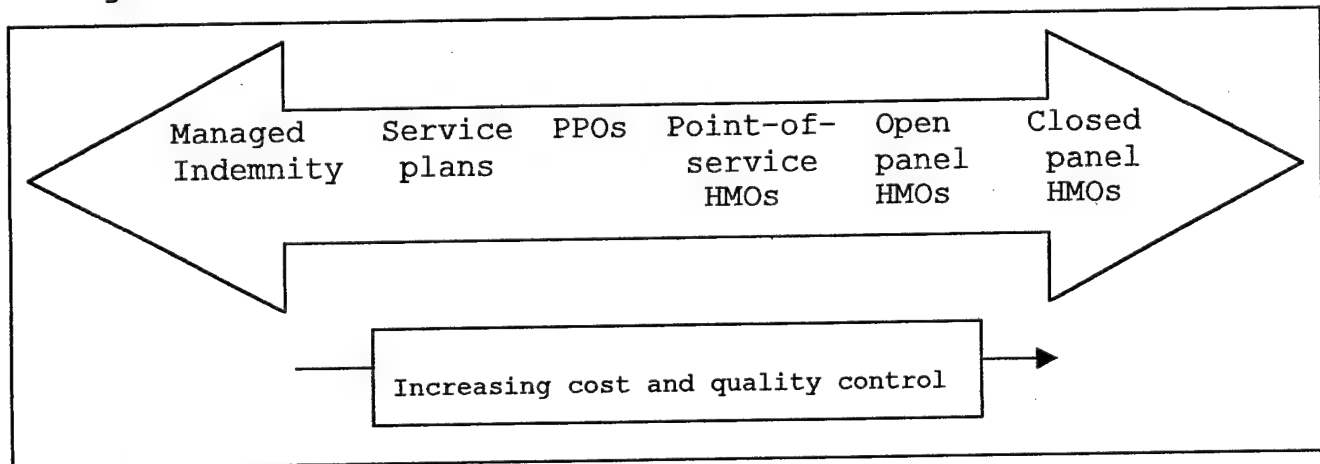 Managed Service PPOs Point-of- Open Closed
Indemnity plans service panel panel
HMOs HMOs HMOs
Increasing cost and quality control